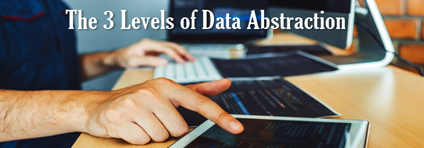 The 3 Levels of Data Abstraction